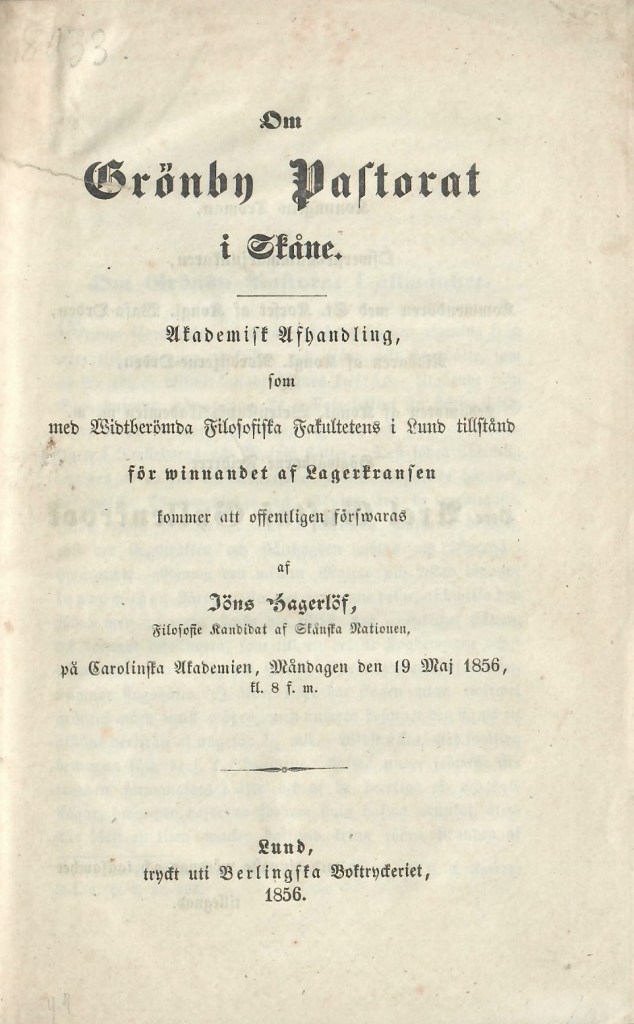 Om
Grönby Pastorat
i Skåne.
Akademisk Afhandling,
som
med Widtberömda Filosofiska Fakultetens i Lund tillstånd
för winnandet af Lagerkransen
kommer att offentligen förswaras
af
Jöns Hagerlöf,
Filosofie Kandidat af Skånska Nationen,
på Carolinska Akademien, Måndagen den 19 Maj 1856,
kl. 8 f. m.
Lund,
tryckt uti Berlingska Boktryckeriet,
1856.